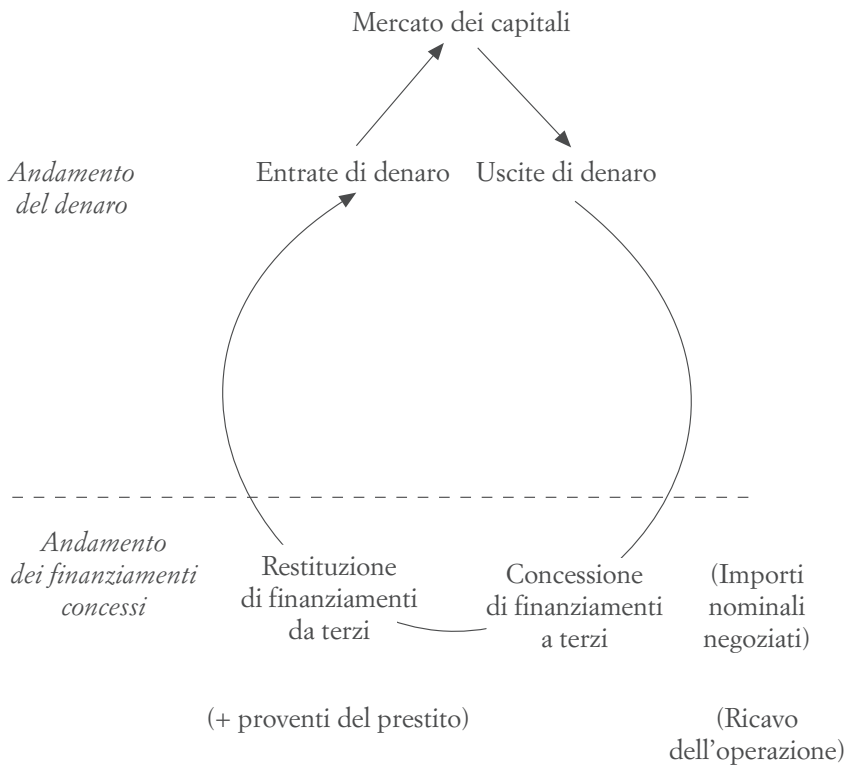 Mercato dei capitali
Andamento
del denaro
Entrate di denaro
Uscite di denaro
Andamento
dei finanziamenti
concessi
Restituzione
di finanziamenti
da terzi
Concessione
di finanziamenti
a terzi
(Importi
nominali
negoziati)
(+ proventi del prestito)
(Ricavo
dell’operazione)